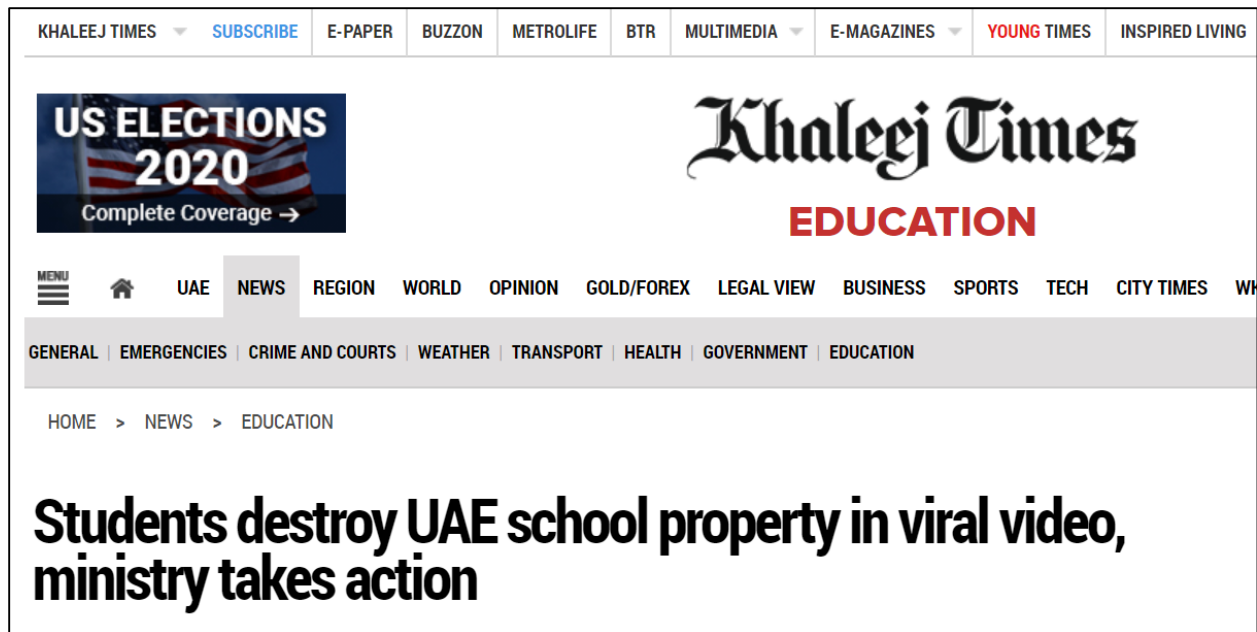 KHALEEJ TIMES SUBSCRIBE E-PAPER BUZZON METROLIFE BTR MULTIMEDIA E-MAGAZINES YOUNG TIMES INSPIRED LIVING
US ELECTIONS
2020
Complete Coverage →
Khaleej Times
EDUCATION
MENU
UAE NEWS REGION WORLD OPINION GOLD/FOREX LEGAL VIEW BUSINESS SPORTS TECH CITY TIMES
GENERAL | EMERGENCIES | CRIME AND COURTS | WEATHER | TRANSPORT | HEALTH | GOVERNMENT | EDUCATION
HOME > NEWS > EDUCATION
Students destroy UAE school property in viral video,
ministry takes action